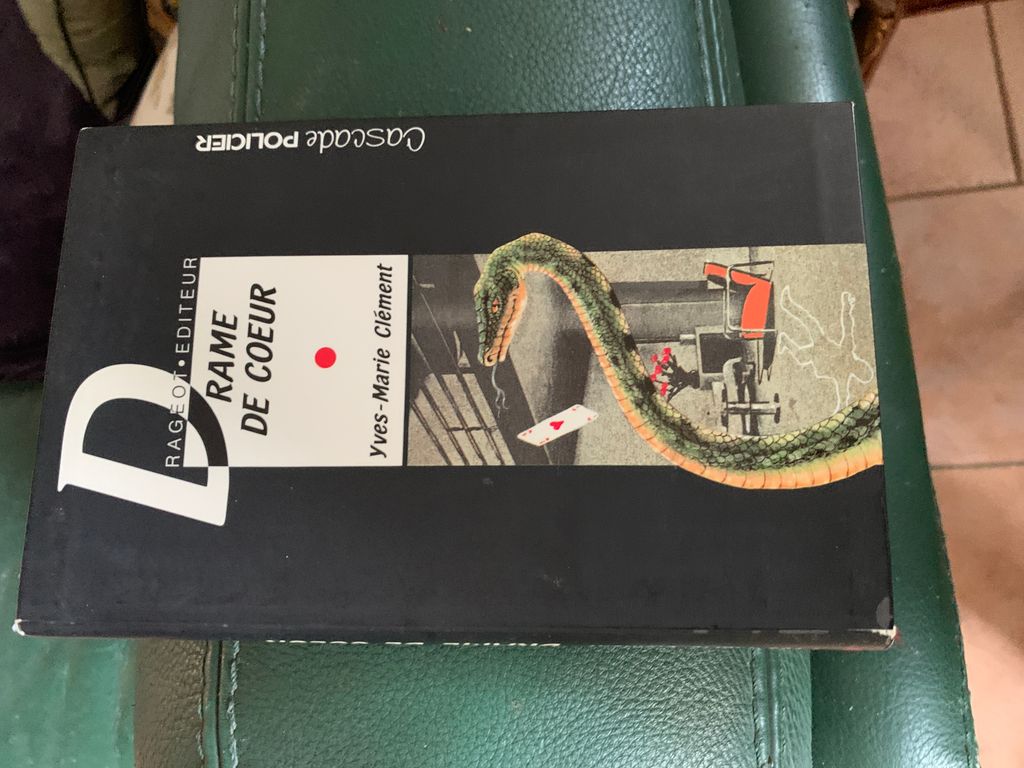 Cascade POLICIER
RAGEOT • EDITEUR
DRAME
DE COEUR
Yves-Marie Clément